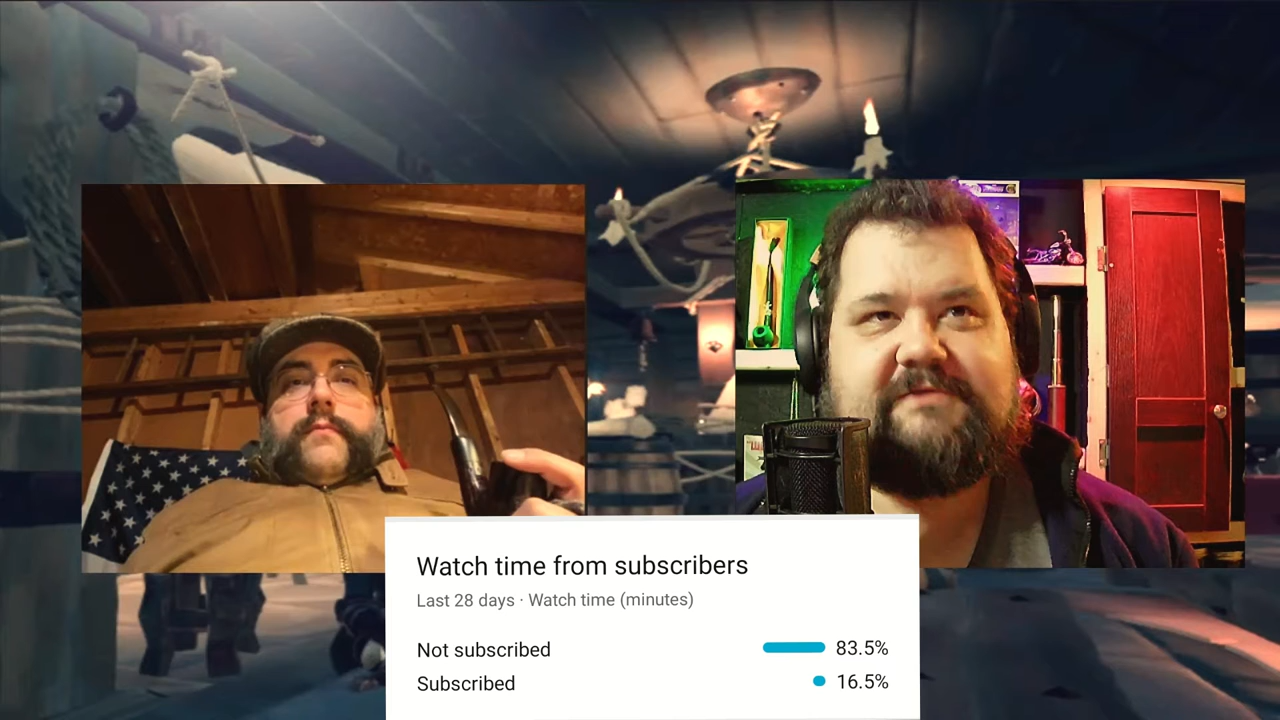 Watch time from subscribers
Last 28 days · Watch time (minutes)
Not subscribed 83.5%
Subscribed 16.5%